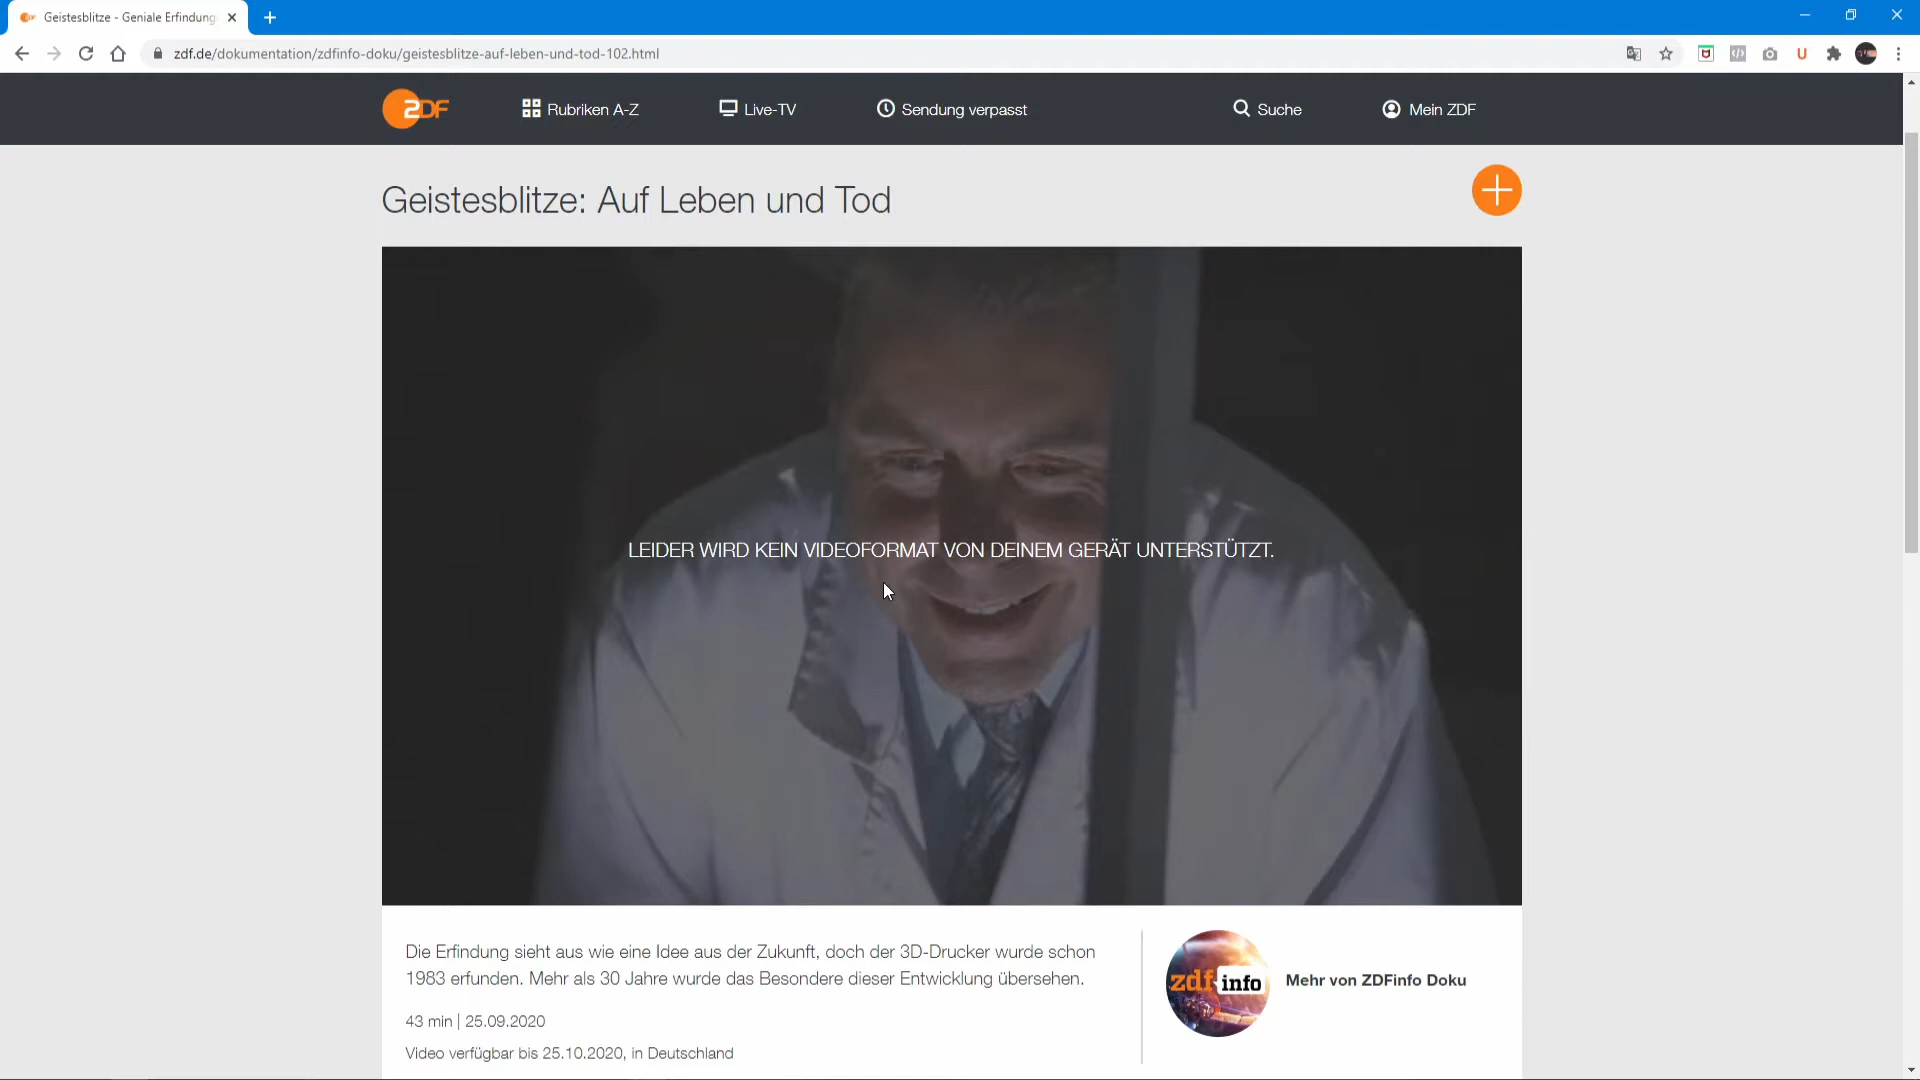 Geistesblitze - Geniale Erfindung
zdf.de/dokumentation/zdfinfo-doku/geistesblitze-auf-leben-und-tod-102.html
ZDF
Rubriken A-Z
Live-TV
Sendung verpasst
Suche
Mein ZDF
Geistesblitze: Auf Leben und Tod
LEIDER WIRD KEIN VIDEOFORMAT VON DEINEM GERÄT UNTERSTÜTZT.
Die Erfindung sieht aus wie eine Idee aus der Zukunft, doch der 3D-Drucker wurde schon
1983 erfunden. Mehr als 30 Jahre wurde das Besondere dieser Entwicklung übersehen.
43 min | 25.09.2020
Video verfügbar bis 25.10.2020, in Deutschland
zdf info
Mehr von ZDFinfo Doku